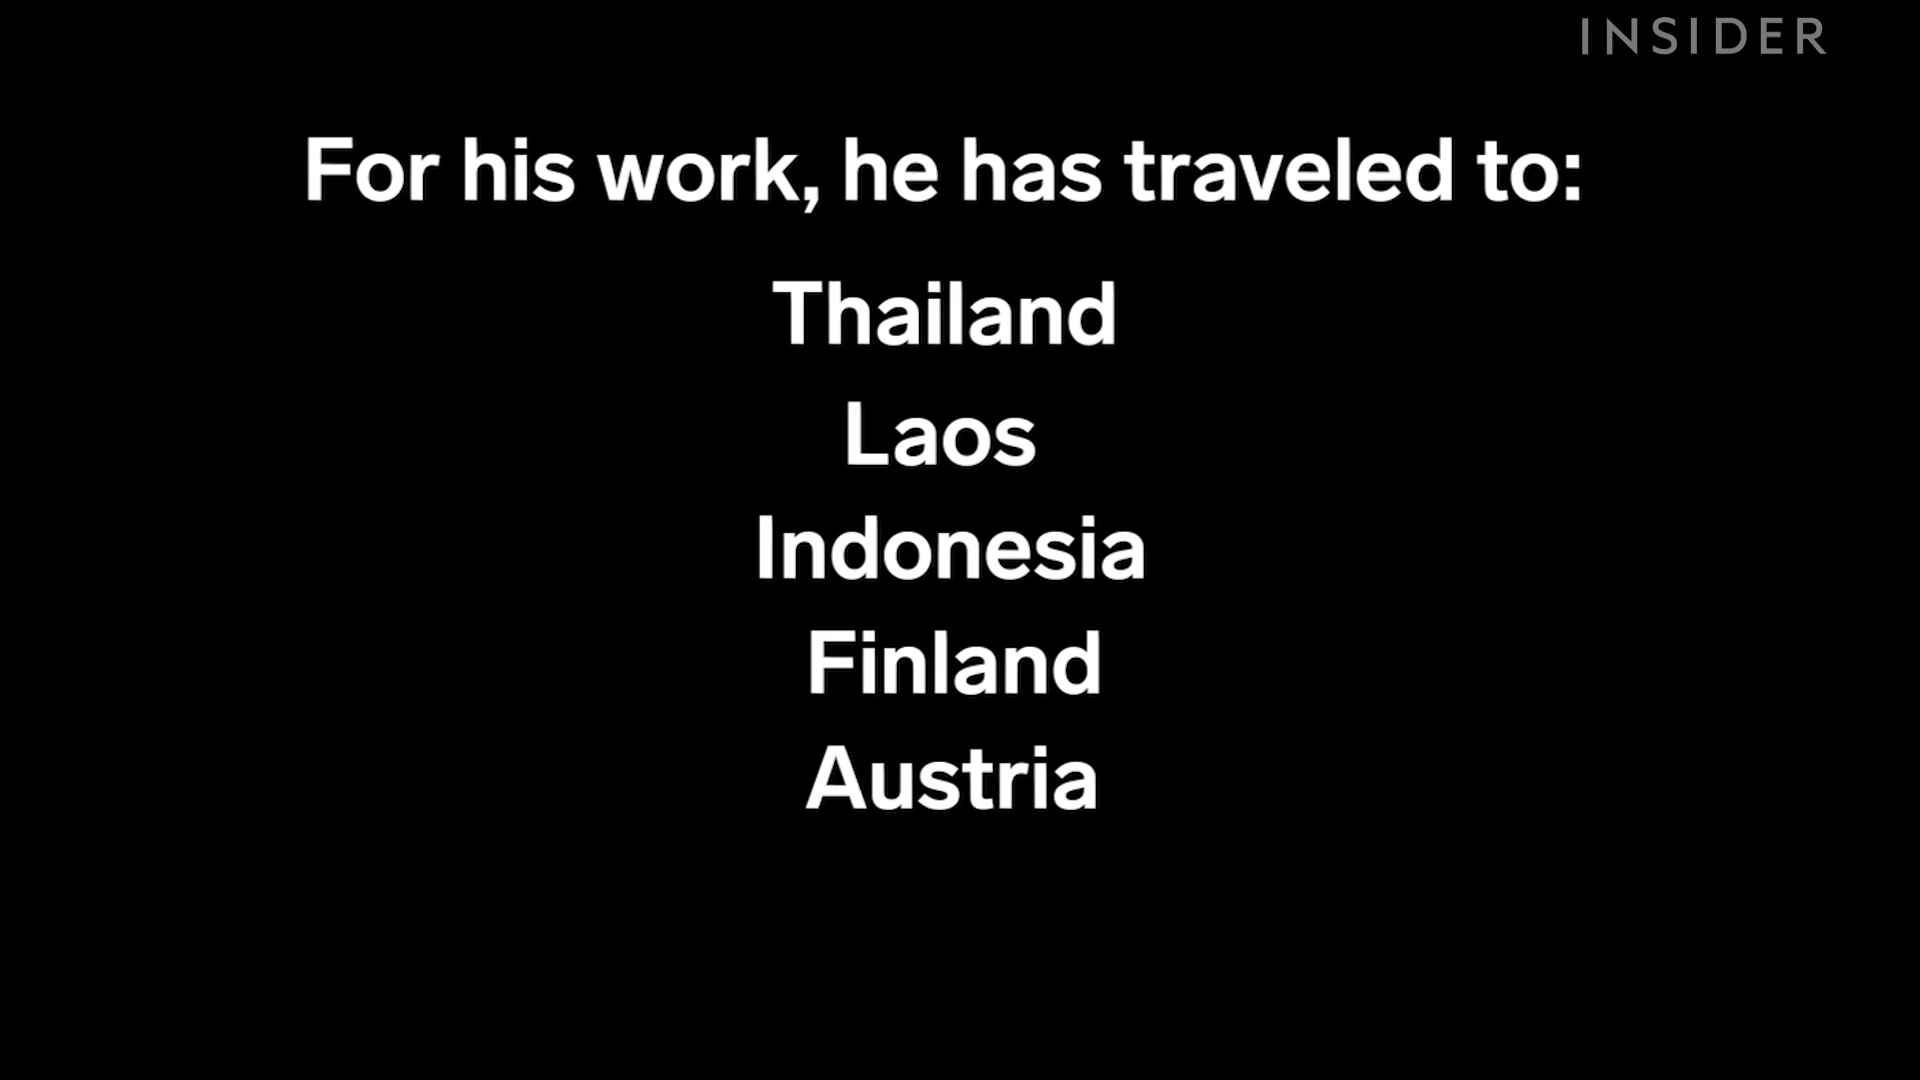 INSIDER
For his work, he has traveled to:
Thailand
Laos
Indonesia
Finland
Austria